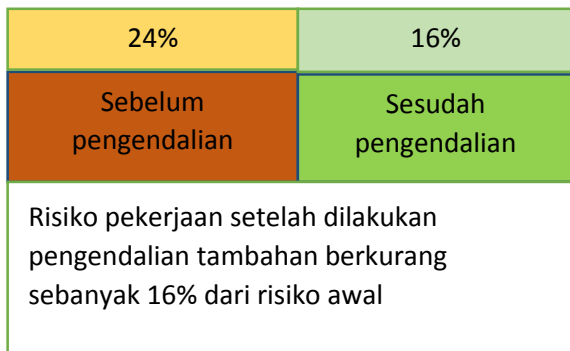 24%
16%
Sebelum
pengendalian
Sesudah
pengendalian
Risiko pekerjaan setelah dilakukan
pengendalian tambahan berkurang
sebanyak 16% dari risiko awal